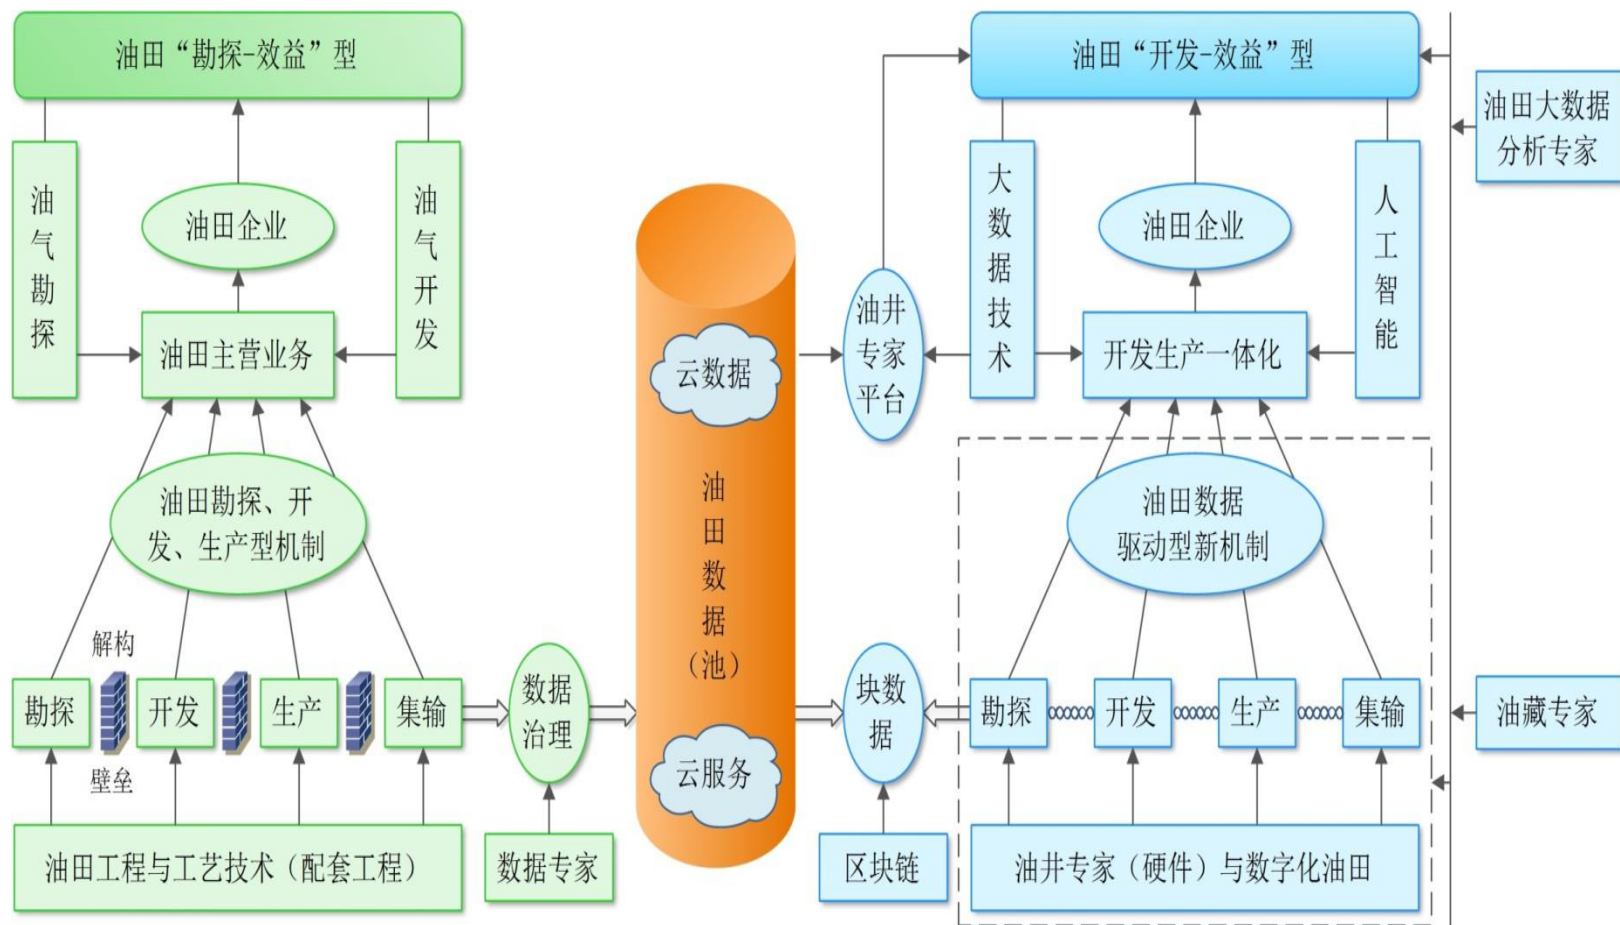 油田“勘探-效益”型
油气勘探
油田企业
油气开发
油田主营业务
油田勘探、开
发、生产型机制
解构
勘探
开发
生产
集输
壁垒
油田工程与工艺技术（配套工程）
数据
治理
数据专家
云数据
油田数据（池）
云服务
油田“开发-效益”型
油井
专家
平台
大数据技术
油田企业
人工智能
开发生产一体化
油田数据
驱动型新机制
块数
据
勘探
开发
生产
集输
区块链
油井专家（硬件）与数字化油田
油田大数据
分析专家
油藏专家